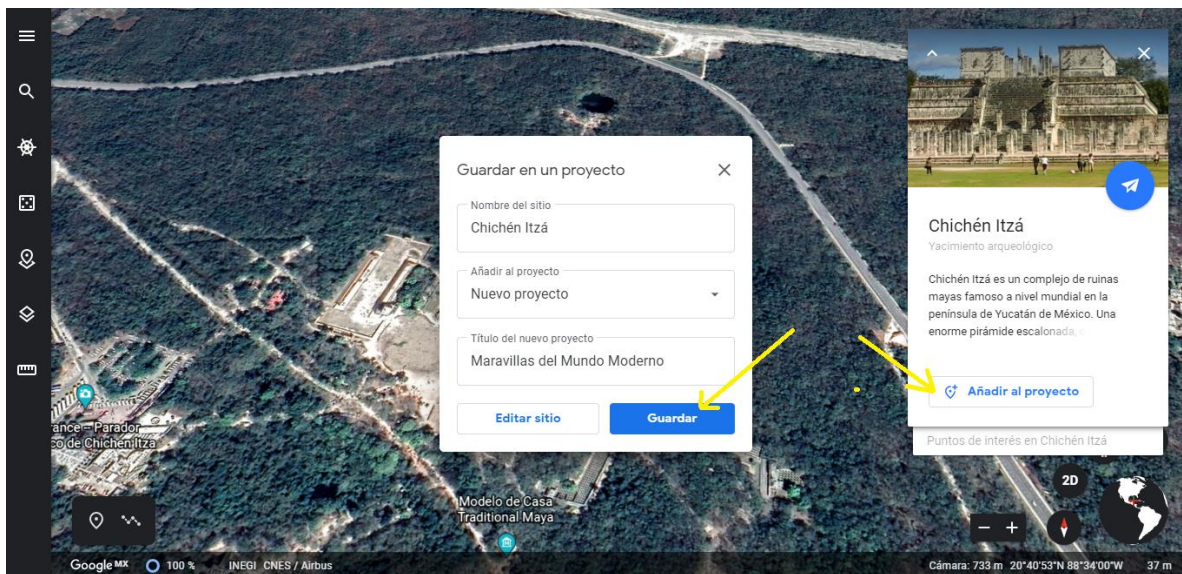 Guardar en un proyecto
Nombre del sitio
Chichén Itzá
Añadir al proyecto
Nuevo proyecto
Título del nuevo proyecto
Maravillas del Mundo Moderno
Editar sitio
Guardar
Chichén Itzá
Yacimiento arqueológico
Chichén Itzá es un complejo de ruinas
mayas famoso a nivel mundial en la
península de Yucatán de México. Una
enorme pirámide escalonada,
Añadir al proyecto
Puntos de interés en Chichén Itzá
ance – Parador
co de Chichen Itza
Modelo de Casa
Traditional Maya
2D
Google MX
100 %
INEGI CNES / Airbus
Cámara: 733 m 20°40'53"N 88°34'00"W
37 m